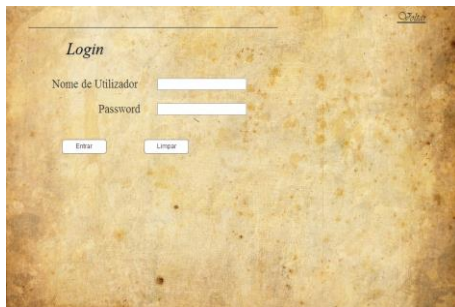 Voltar
Login
Nome de Utilizador
Password
Entrar
Limpar